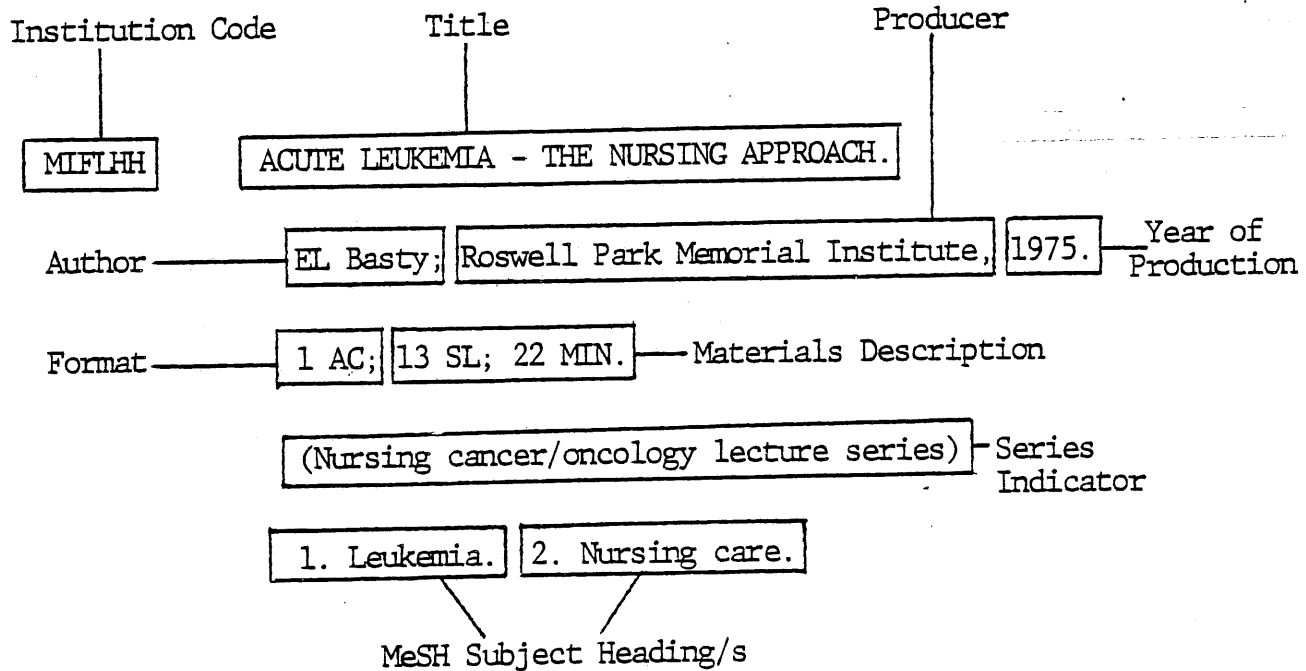 Institution Code Title Producer
MIFLHH ACUTE LEUKEMIA - THE NURSING APPROACH.
Author EL Basty; Roswell Park Memorial Institute, 1975. Year of
Production
Format 1 AC; 13 SL; 22 MIN. Materials Description
(Nursing cancer/oncology lecture series) Series
Indicator
1. Leukemia. 2. Nursing care.
MeSH Subject Heading/s